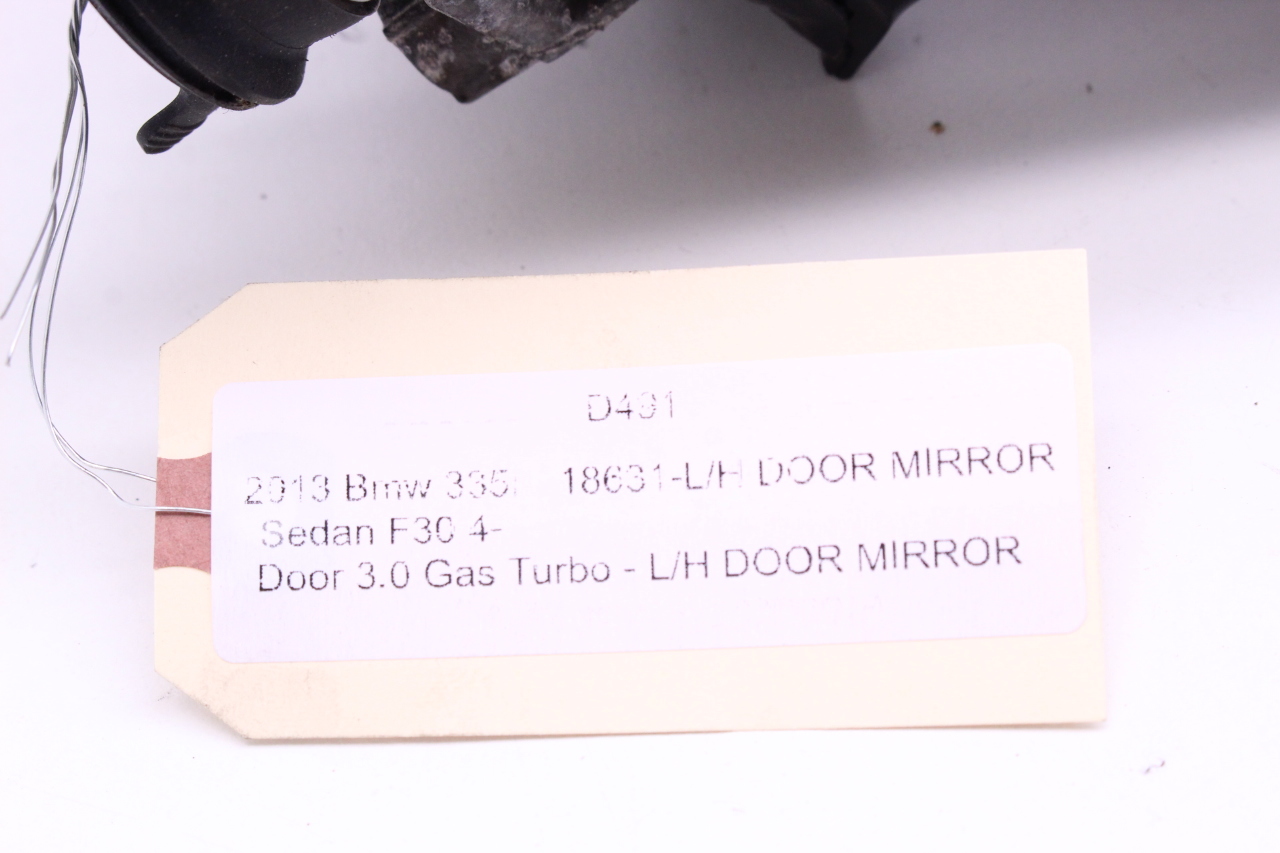 D491
2013 Bmw 335i 18631-L/H DOOR MIRROR
Sedan F30 4-
Door 3.0 Gas Turbo - L/H DOOR MIRROR